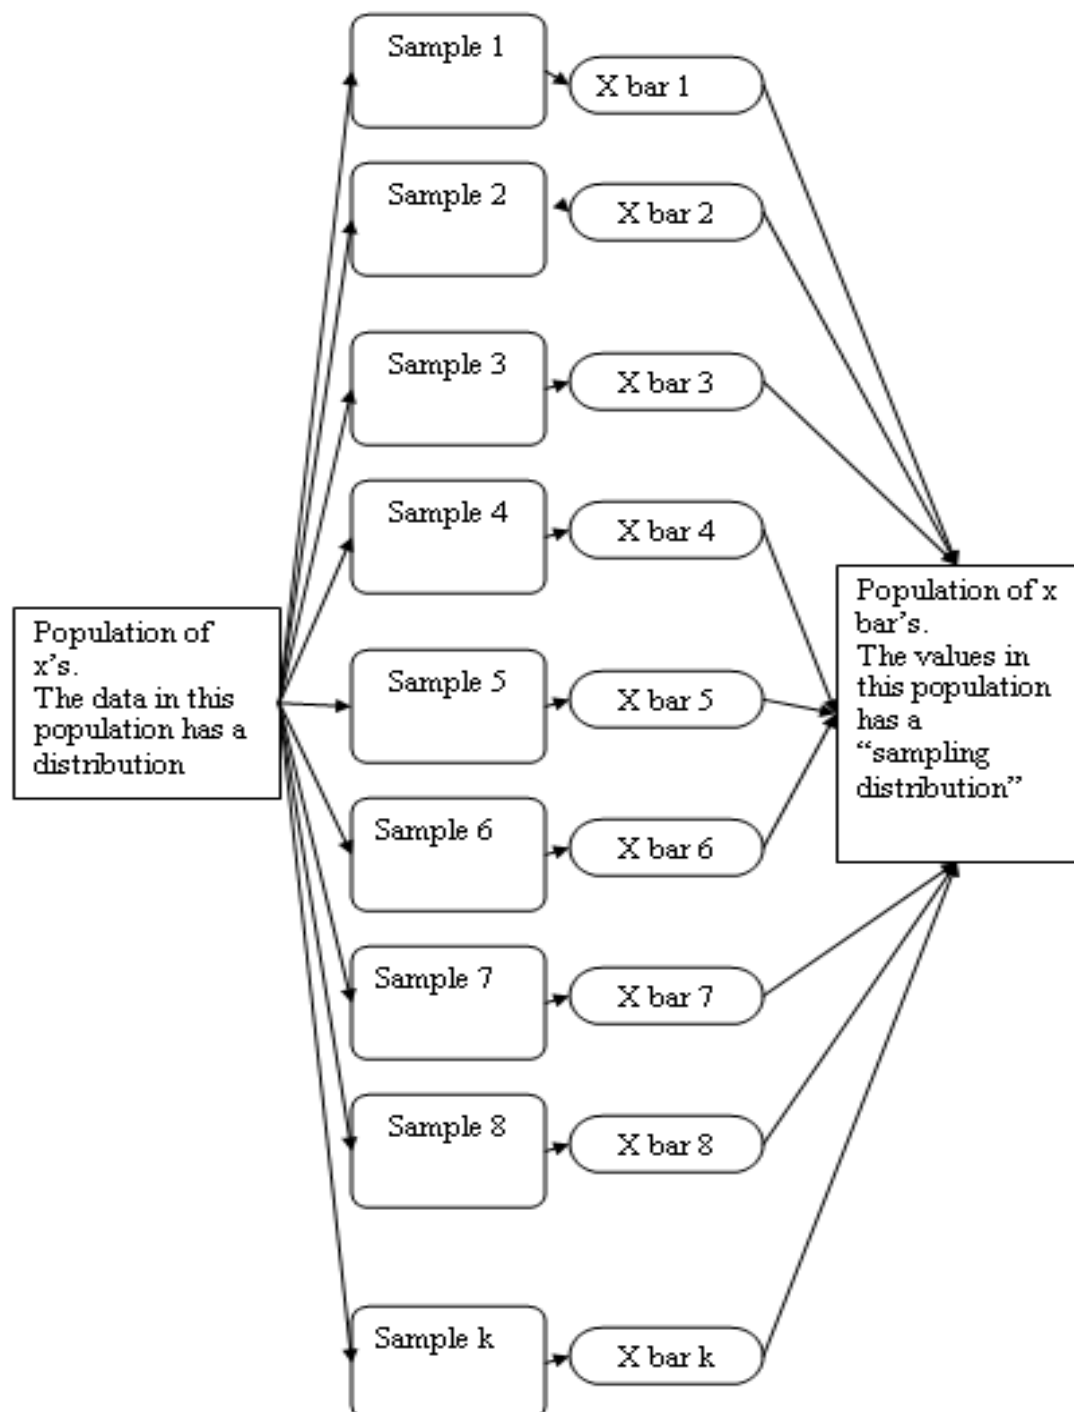 Sample 1
X bar 1
Sample 2
X bar 2
Sample 3
X bar 3
Sample 4
X bar 4
Population of x
bar's.
The values in
this population
has a
“sampling
distribution”
Population of
x's.
The data in this
population has a
distribution
Sample 5
X bar 5
Sample 6
X bar 6
Sample 7
X bar 7
Sample 8
X bar 8
Sample k
X bar k